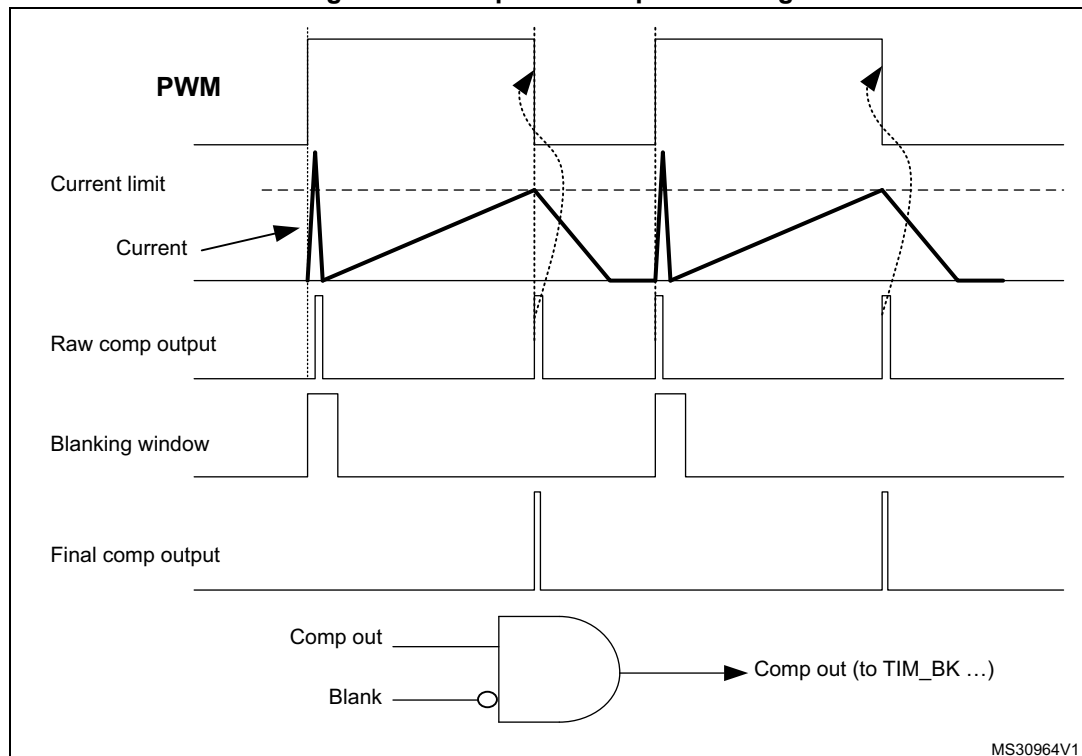 PWM
Current limit
Current
Raw comp output
Blanking window
Final comp output
Comp out
Comp out (to TIM_BK …)
Blank
MS30964V1